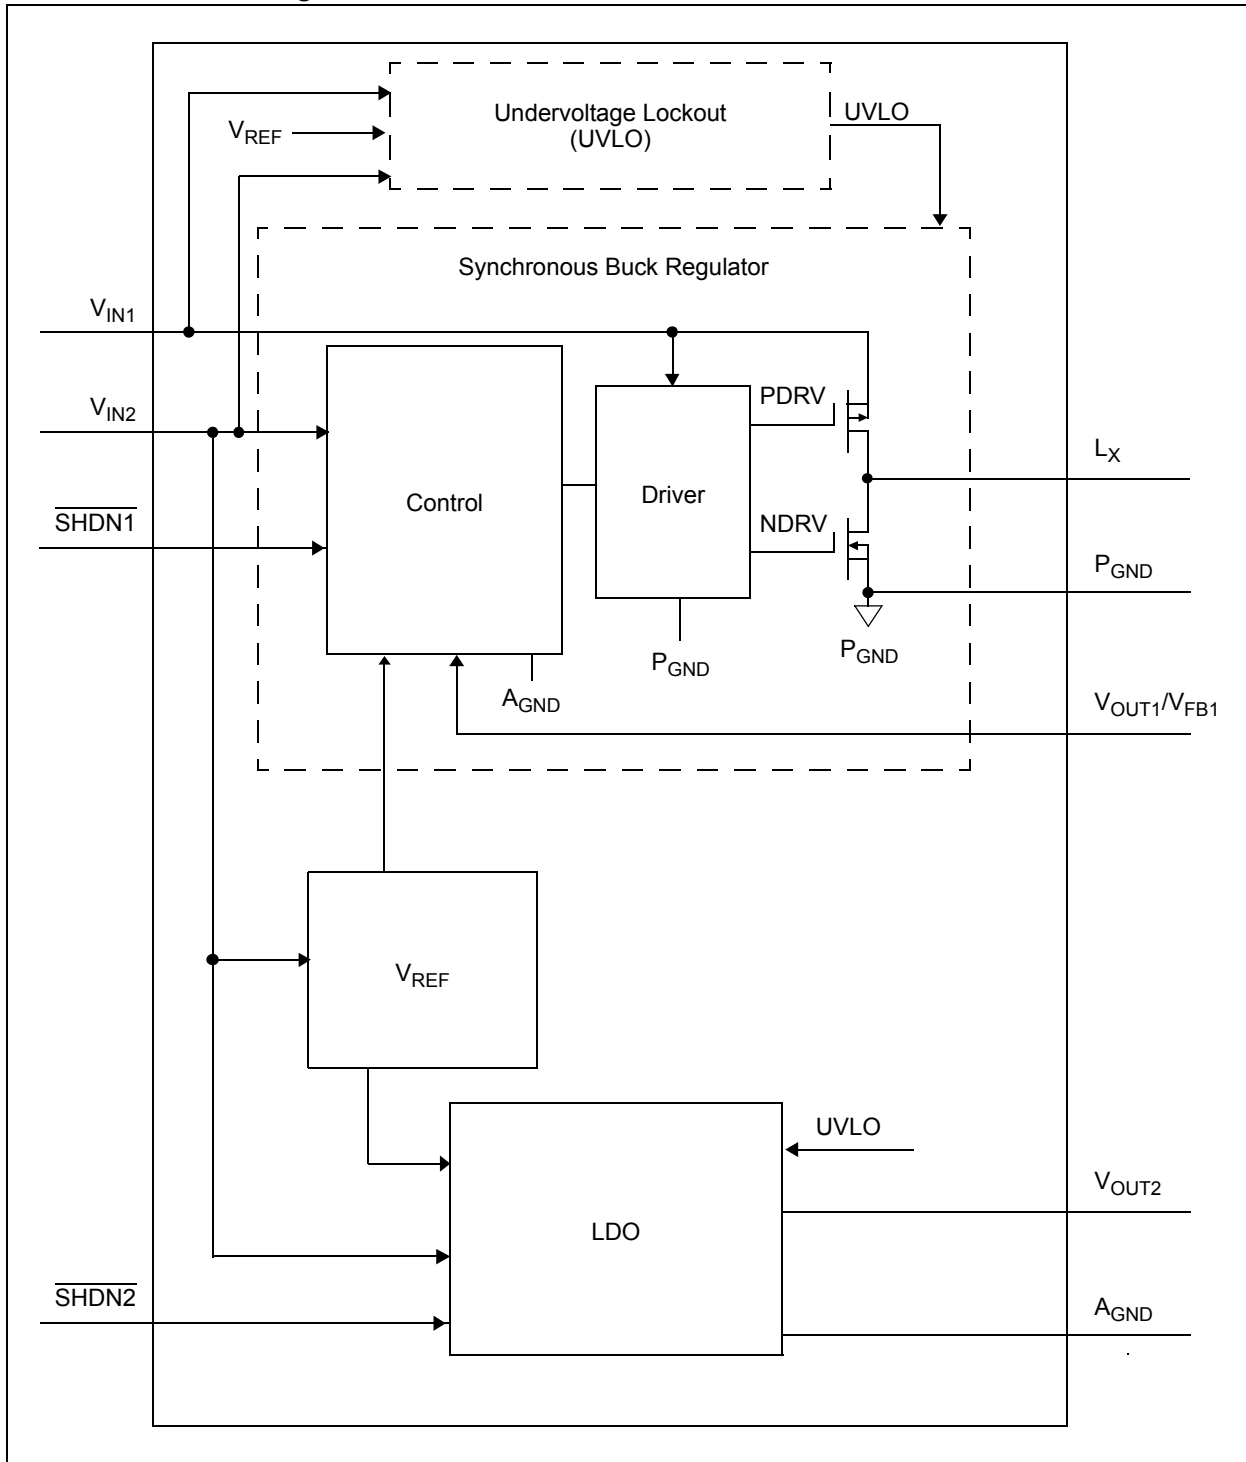 Undervoltage Lockout
(UVLO)
UVLO
VREF
Synchronous Buck Regulator
VIN1
PDRV
VIN2
LX
Control
Driver
SHDN1
NDRV
PGND
PGND
PGND
AGND
VOUT1/VFB1
VREF
UVLO
VOUT2
LDO
SHDN2
AGND